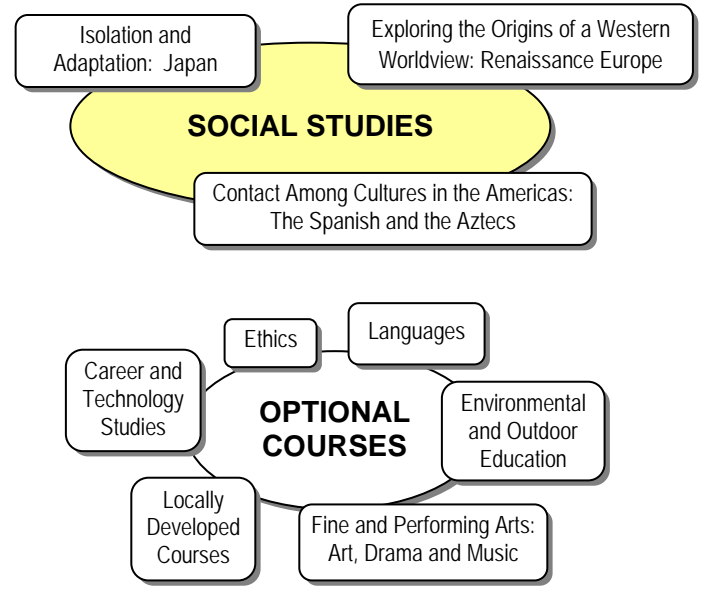 Isolation and
Adaptation: Japan
Exploring the Origins of a Western
Worldview: Renaissance Europe
SOCIAL STUDIES
Contact Among Cultures in the Americas:
The Spanish and the Aztecs
Ethics
Languages
Career and
Technology
Studies
OPTIONAL
COURSES
Environmental
and Outdoor
Education
Locally
Developed
Courses
Fine and Performing Arts:
Art, Drama and Music